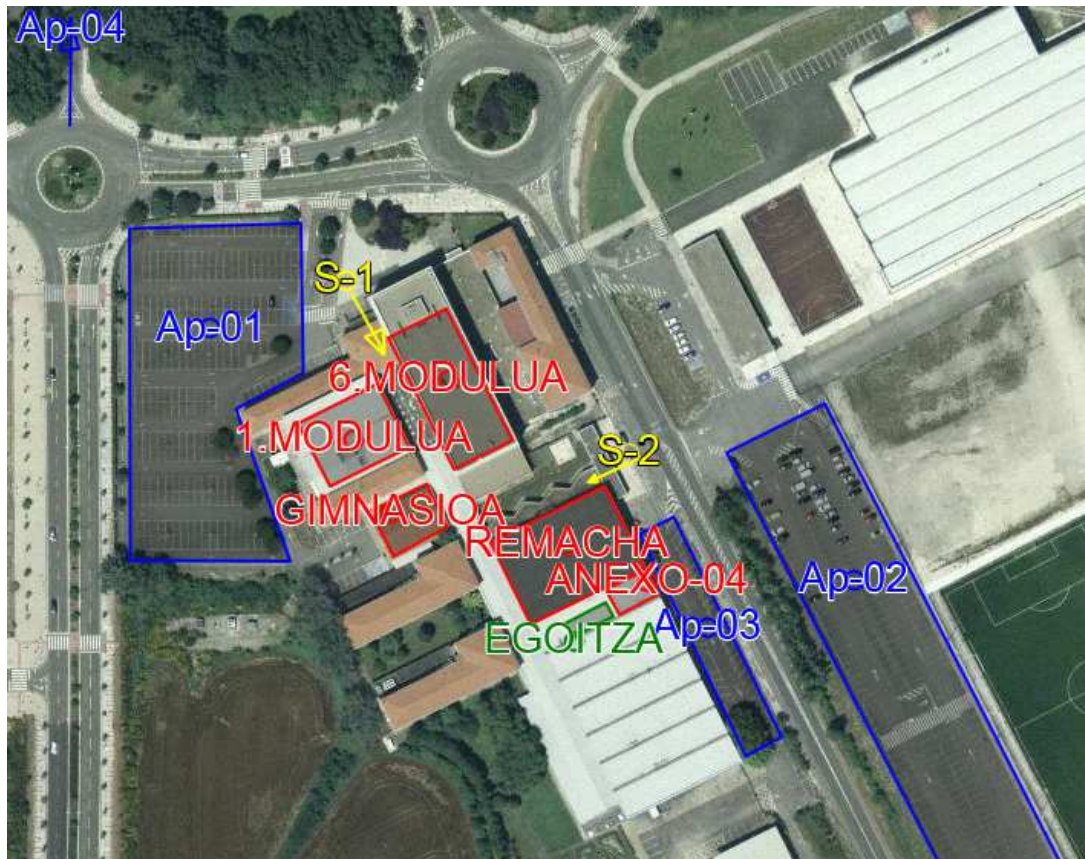 Ap-04
S-1
Ap-01
6.MODULUA
1.MODULUA
S-2
GIMNASIOA
REMACHA
ANEXO-04
Ap-02
EGOITZA
Ap-03